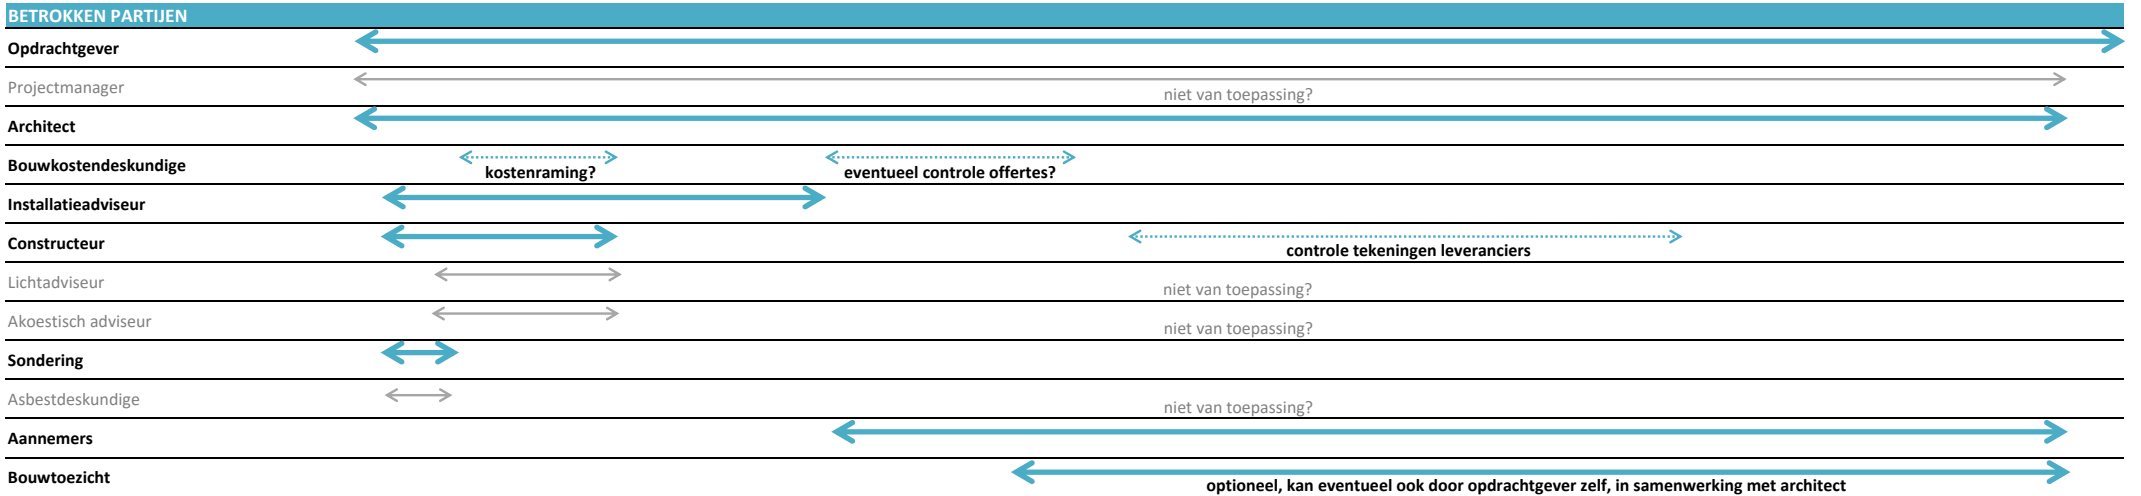 BETROKKEN PARTIJEN
Opdrachtgever
Projectmanager
niet van toepassing?
Architect
Bouwkostendeskundige
kostenraming?
eventueel controle offertes?
Installatieadviseur
Constructeur
controle tekeningen leveranciers
Lichtadviseur
niet van toepassing?
Akoestisch adviseur
niet van toepassing?
Sondering
Asbestdeskundige
niet van toepassing?
Aannemers
Bouwtoezicht
optioneel, kan eventueel ook door opdrachtgever zelf, in samenwerking met architect